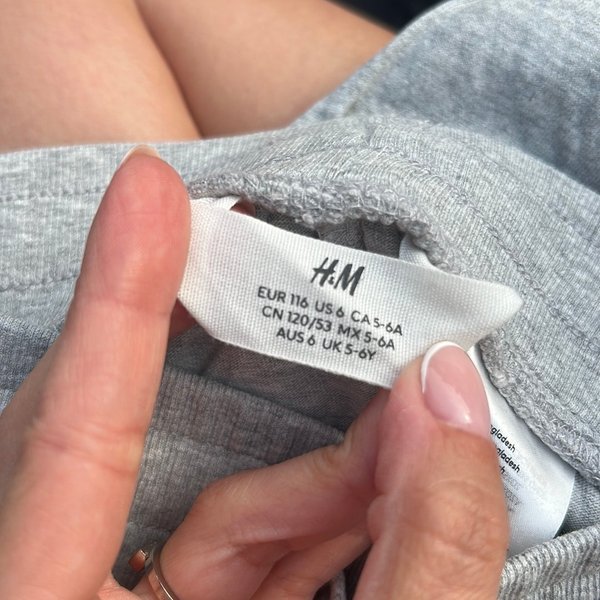 H&M
EUR 116 US 6 CA 5-6A
CN 120/53 MX 5-6A
AUS 6 UK 5-6Y